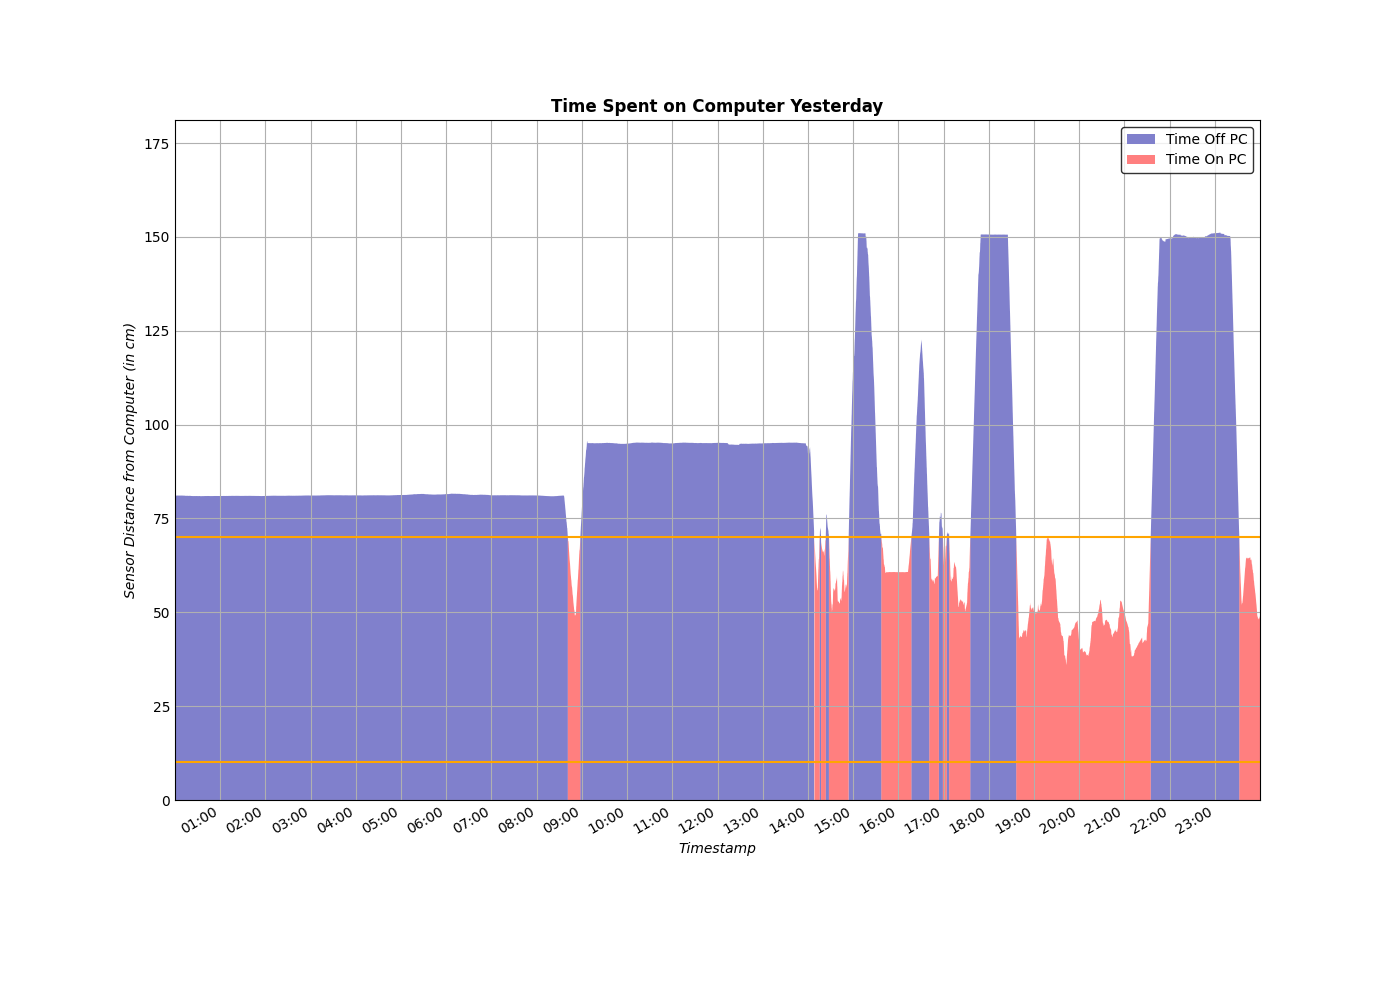 Time Spent on Computer Yesterday
Time Off PC
Time On PC
175
150
125
100
75
50
25
0
Sensor Distance from Computer (in cm)
01:00 02:00 03:00 04:00 05:00 06:00 07:00 08:00 09:00 10:00 11:00 12:00 13:00 14:00 15:00 16:00 17:00 18:00 19:00 20:00 21:00 22:00 23:00
Timestamp